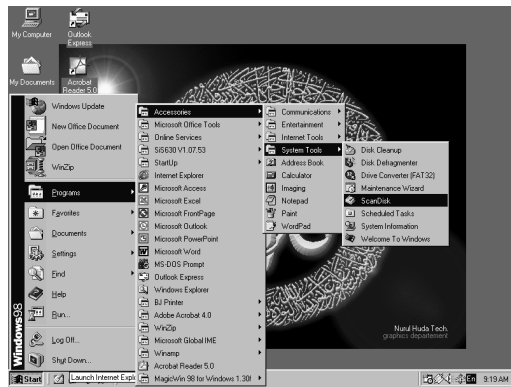 My Computer
Outlook
Express
My Documents
Acrobat
Reader 5.0
Windows Update
New Office Document
Open Office Document
WinZip
Programs
Favorites
Documents
Settings
Find
Help
Run...
Log Off...
Shut Down...
Windows98
Accessories
Microsoft Office Tools
Online Services
SiS630 V1.07.53
StartUp
Internet Explorer
Microsoft Access
Microsoft Excel
Microsoft FrontPage
Microsoft Outlook
Microsoft PowerPoint
Microsoft Word
MS-DOS Prompt
Outlook Express
Windows Explorer
BJ Printer
Adobe Acrobat 4.0
WinZip
Microsoft Global IME
Winamp
Acrobat Reader 5.0
MagicWin 98 for Windows 1.30!
Communications
Entertainment
Internet Tools
System Tools
Address Book
Calculator
Imaging
Notepad
Paint
WordPad
Disk Cleanup
Disk Defragmenter
Drive Converter (FAT32)
Maintenance Wizard
ScanDisk
Scheduled Tasks
System Information
Welcome To Windows
Nurul Huda Tech.
graphics departement
Start
Launch Internet Expl
En
9:19 AM